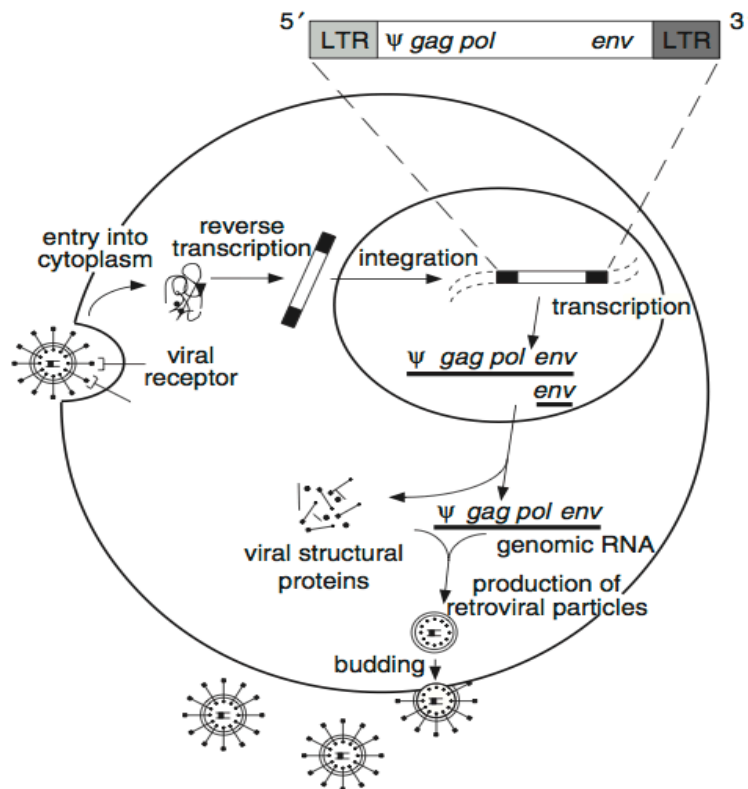 5′ LTR ψ gag pol env LTR 3
entry into
cytoplasm
reverse
transcription
integration
transcription
viral
receptor
ψ gag pol env
env
viral structural
proteins
ψ gag pol env
genomic RNA
production of
retroviral particles
budding